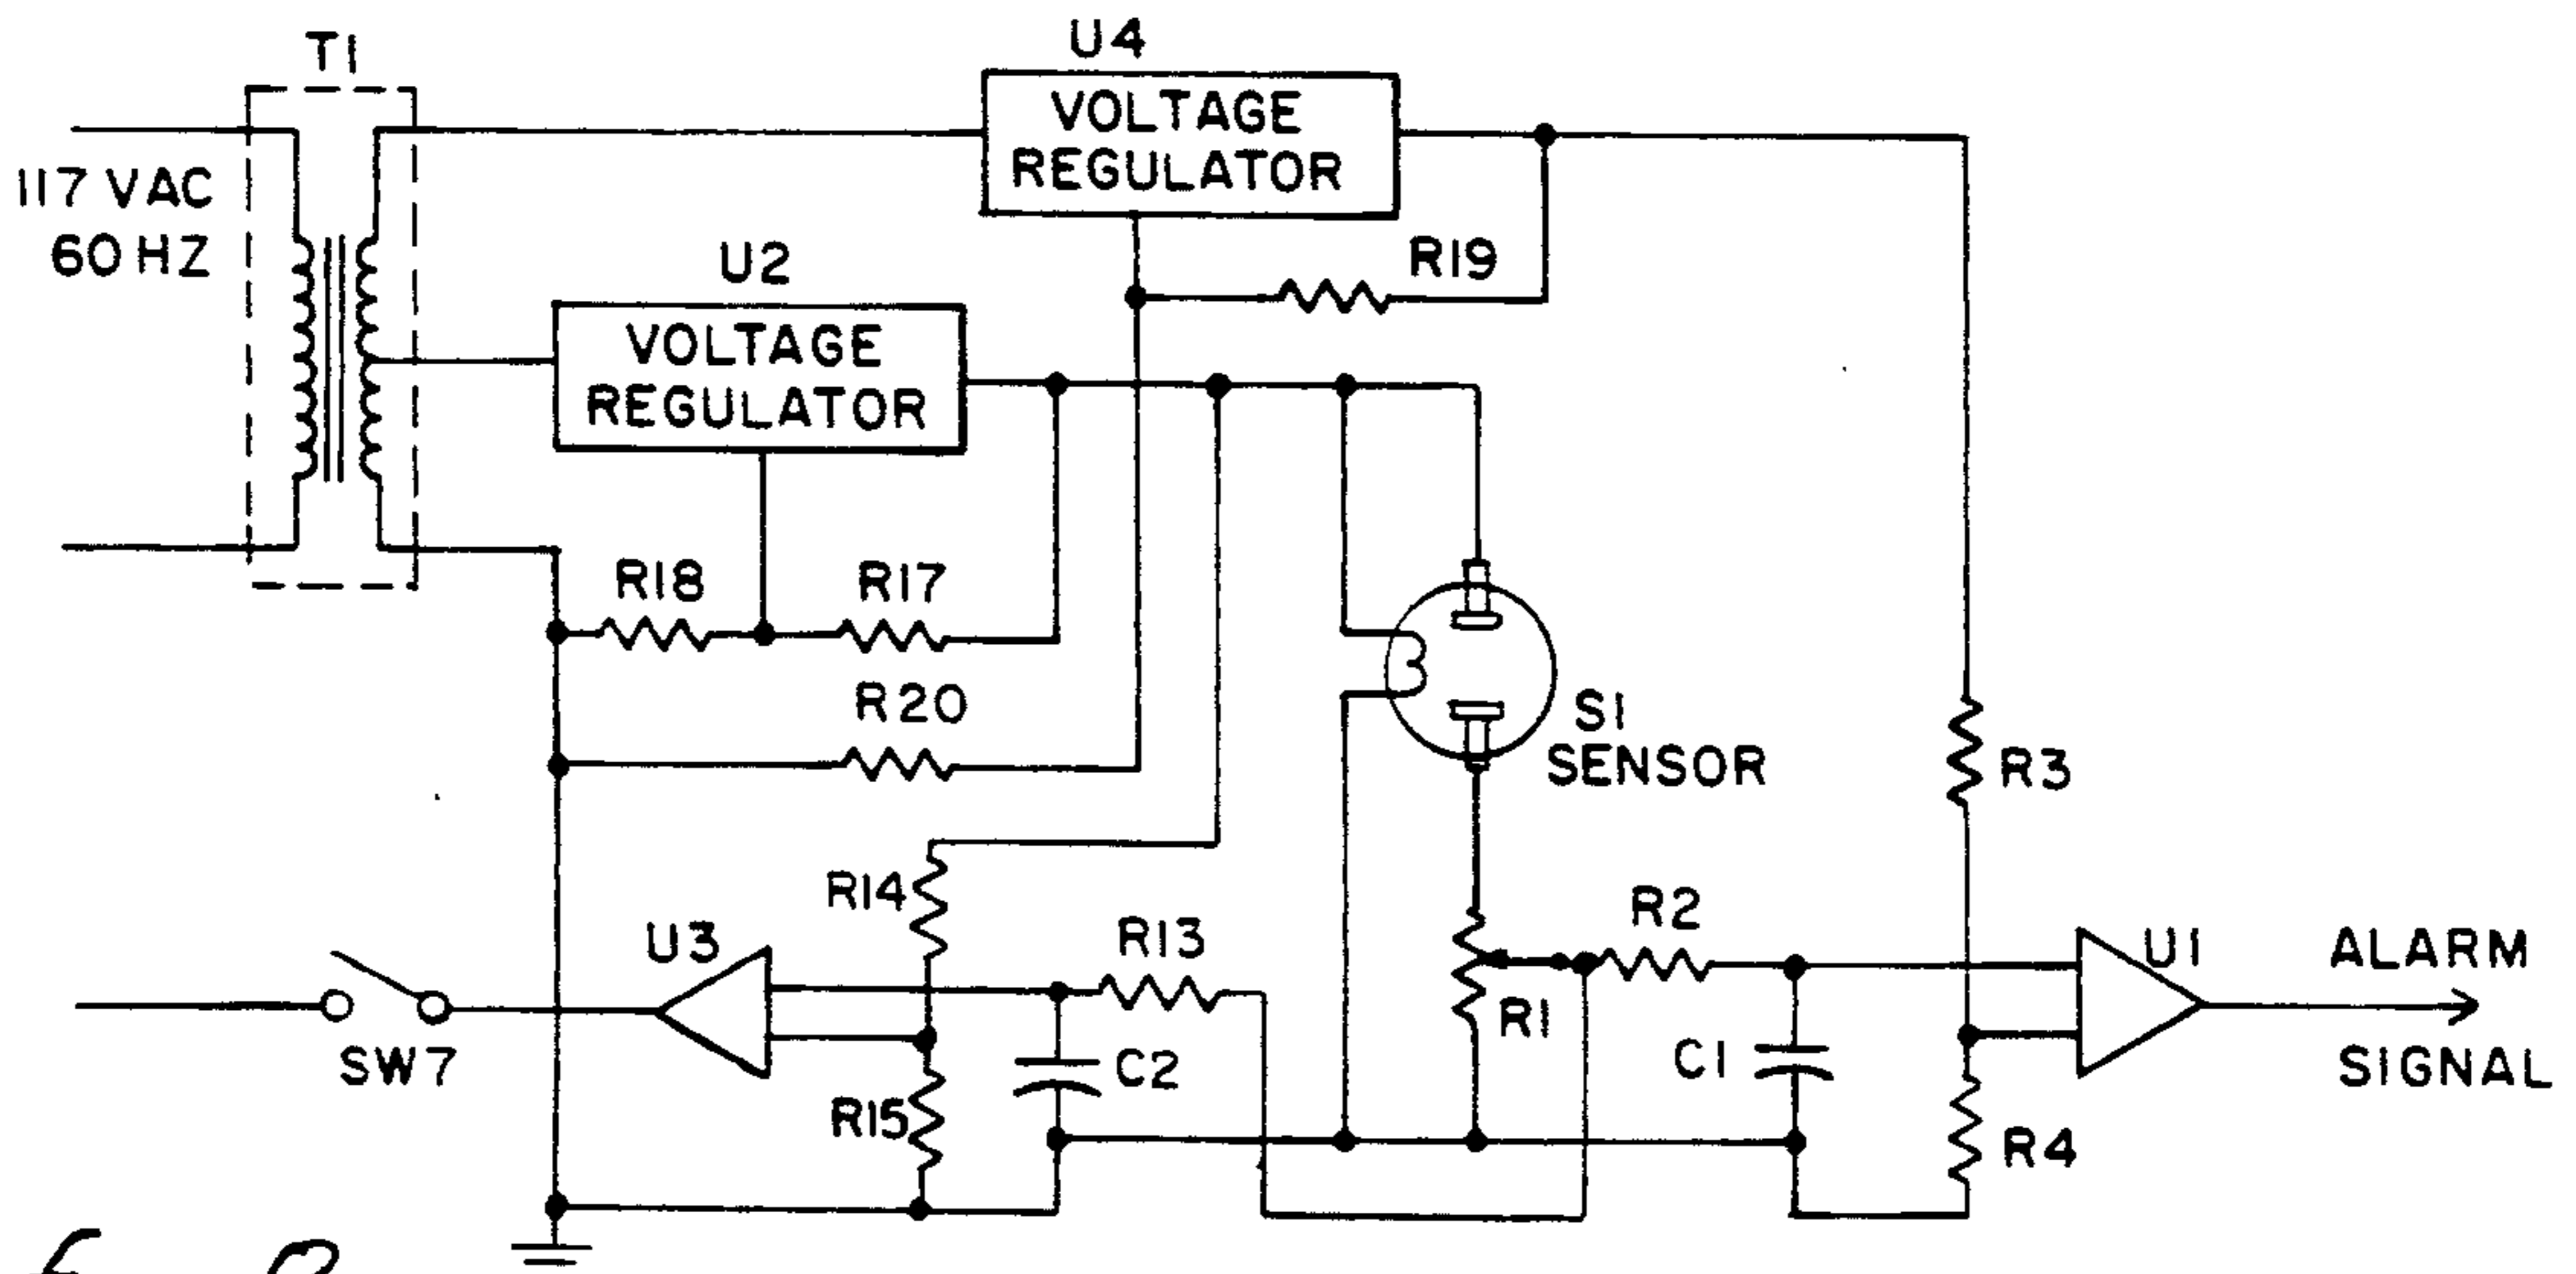 T1
U4
VOLTAGE
REGULATOR
117 VAC
60 HZ
U2
R19
VOLTAGE
REGULATOR
R18
R17
R20
S1
SENSOR
R3
R14
R2
U3
R13
U1
ALARM
R1
SW7
C2
C1
SIGNAL
R15
R4